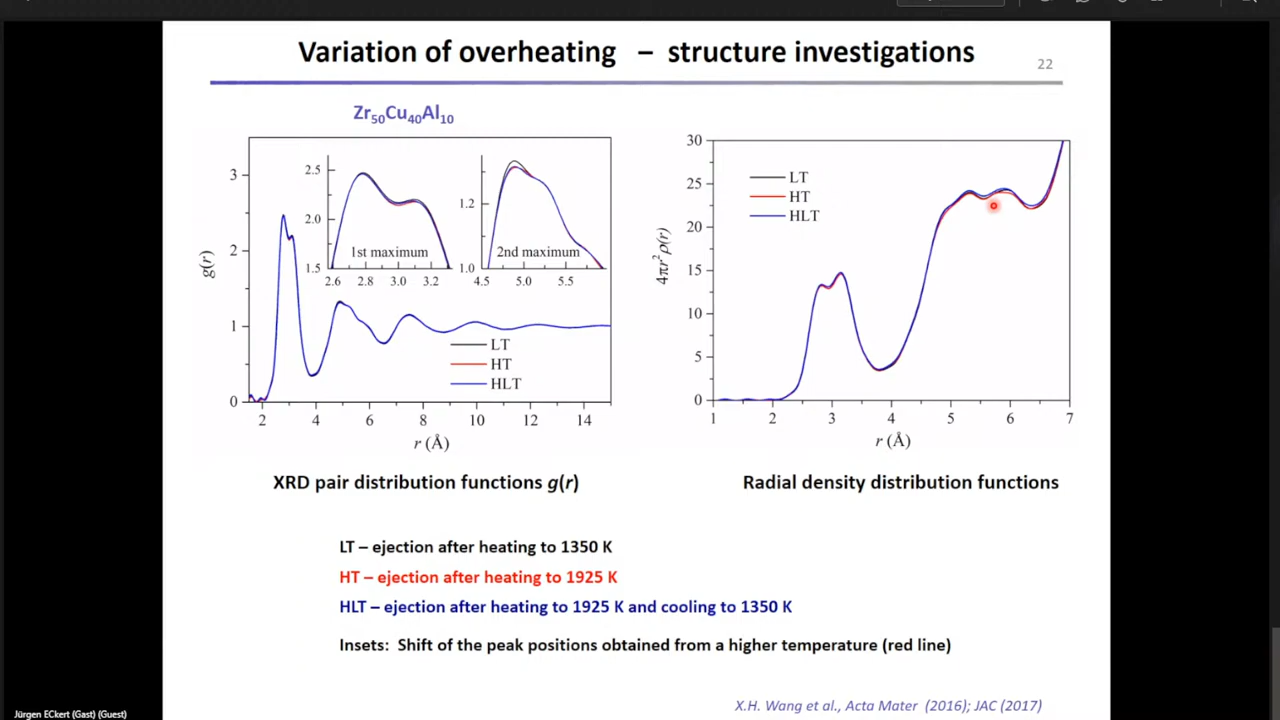 Variation of overheating – structure investigations
22
Zr50Cu40Al10
g(r)
3
2
1
0
2 4 6 8 10 12 14
r (Å)
2.5
2.0
1.5
1st maximum
2.6 2.8 3.0 3.2
1.2
1.0
2nd maximum
4.5 5.0 5.5
LT
HT
HLT
4πr²ρ(r)
30
25
20
15
10
5
0
1 2 3 4 5 6 7
r (Å)
LT
HT
HLT
XRD pair distribution functions g(r)
Radial density distribution functions
LT – ejection after heating to 1350 K
HT – ejection after heating to 1925 K
HLT – ejection after heating to 1925 K and cooling to 1350 K
Insets: Shift of the peak positions obtained from a higher temperature (red line)
X.H. Wang et al., Acta Mater (2016); JAC (2017)
Jürgen ECkert (Gast) (Guest)